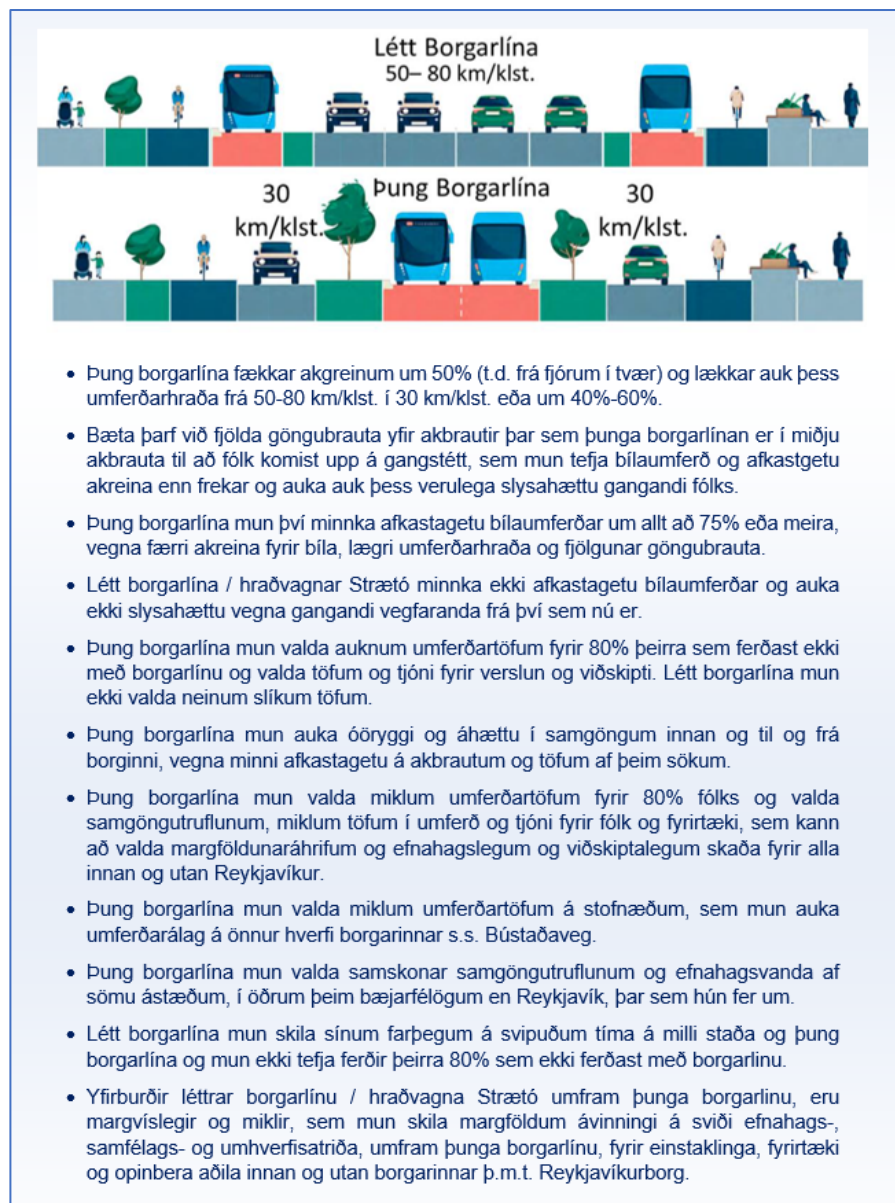 Létt Borgarlína
50– 80 km/klst.
30
km/klst.
Þung Borgarlína
30
km/klst.
• Þung borgarlína fækkar akgreinum um 50% (t.d. frá fjórum í tvær) og lækkar auk þess
umferðarhraða frá 50-80 km/klst. í 30 km/klst. eða um 40%-60%.
• Bæta þarf við fjölda göngubrauta yfir akbrautir þar sem þunga borgarlínan er í miðju
akbrauta til að fólk komist upp á gangstétt, sem mun tefja bílaumferð og afkastgetu
akreina enn frekar og auka auk þess verulega slysahættu gangandi fólks.
• Þung borgarlína mun því minnka afkastagetu bílaumferðar um allt að 75% eða meira,
vegna færri akreina fyrir bíla, lægri umferðarhraða og fjölgunar göngubrauta.
• Létt borgarlína / hraðvagnar Strætó minnka ekki afkastagetu bílaumferðar og auka
ekki slysahættu vegna gangandi vegfaranda frá því sem nú er.
• Þung borgarlína mun valda auknum umferðartöfum fyrir 80% þeirra sem ferðast ekki
með borgarlínu og valda töfum og tjóni fyrir verslun og viðskipti. Létt borgarlína mun
ekki valda neinum slíkum töfum.
• Þung borgarlína mun auka óöryggi og áhættu í samgöngum innan og til og frá
borginni, vegna minni afkastagetu á akbrautum og töfum af þeim sökum.
• Þung borgarlína mun valda miklum umferðartöfum fyrir 80% fólks og valda
samgöngutruflunum, miklum töfum í umferð og tjóni fyrir fólk og fyrirtæki, sem kann
að valda margföldunaráhrifum og efnahagslegum og viðskiptalegum skaða fyrir alla
innan og utan Reykjavíkur.
• Þung borgarlína mun valda miklum umferðartöfum á stofnæðum, sem mun auka
umferðarálag á önnur hverfi borgarinnar s.s. Bústaðaveg.
• Þung borgarlína mun valda samskonar samgöngutruflunum og efnahagsvanda af
sömu ástæðum, í öðrum þeim bæjarfélögum en Reykjavík, þar sem hún fer um.
• Létt borgarlína mun skila sínum farþegum á svipuðum tíma á milli staða og þung
borgarlína og mun ekki tefja ferðir þeirra 80% sem ekki ferðast með borgarlinu.
• Yfirburðir léttrar borgarlínu / hraðvagna Strætó umfram þunga borgarlinu, eru
margvíslegir og miklir, sem mun skila margföldum ávinningi á sviði efnahags-,
samfélags- og umhverfisatriða, umfram þunga borgarlínu, fyrir einstaklinga, fyrirtæki
og opinbera aðila innan og utan borgarinnar þ.m.t. Reykjavíkurborg.